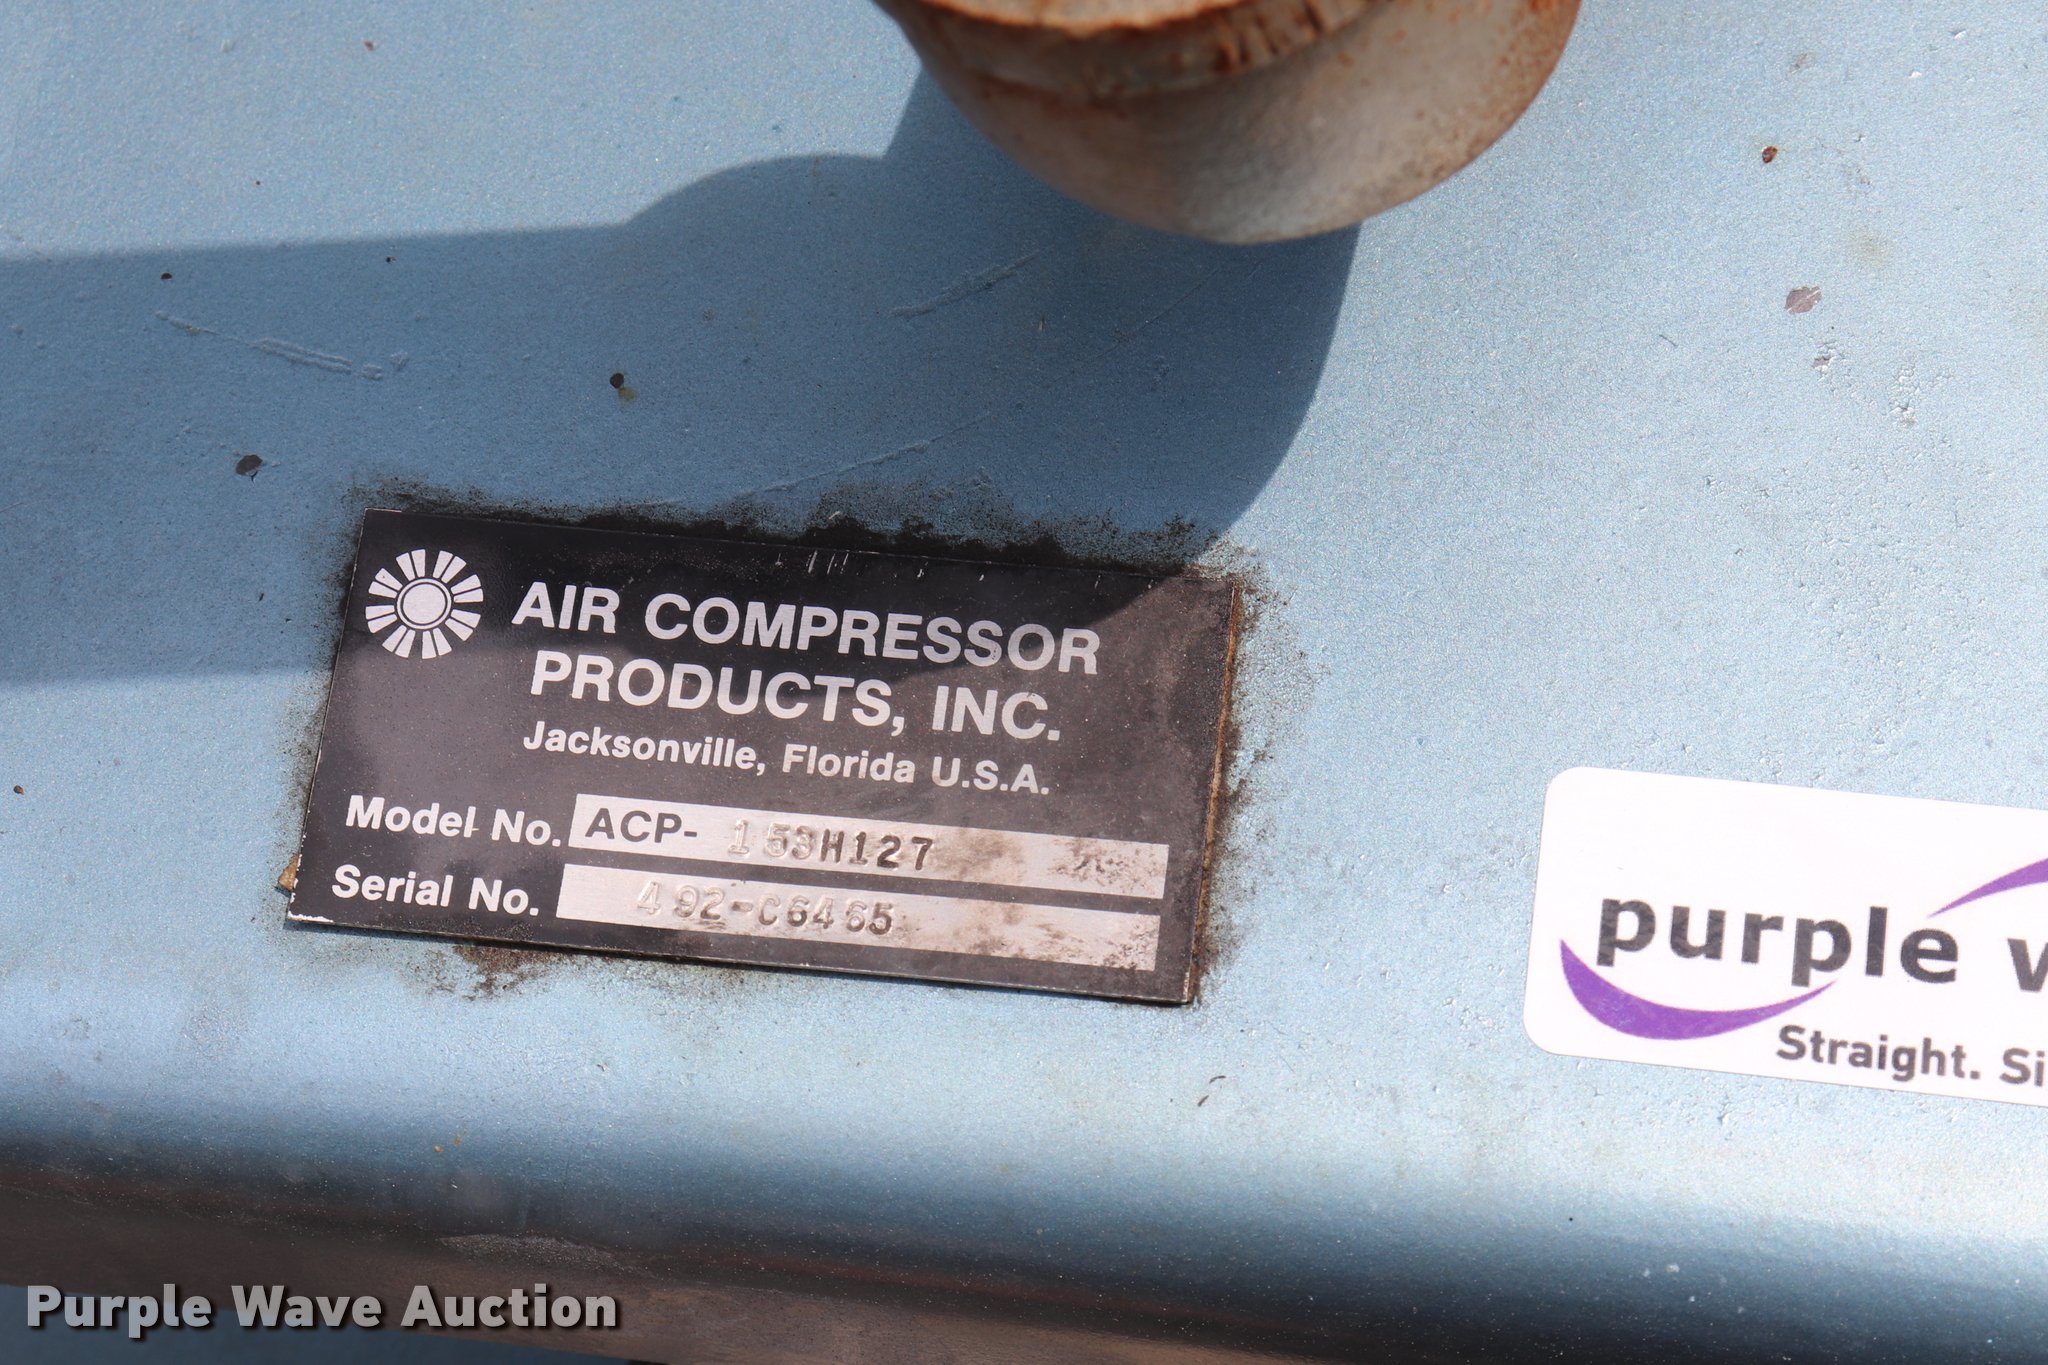 AIR COMPRESSOR
PRODUCTS, INC.
Jacksonville, Florida U.S.A.
Model No. ACP- 153H127
Serial No. 492-C6465
purple
Straight. Si
Purple Wave Auction